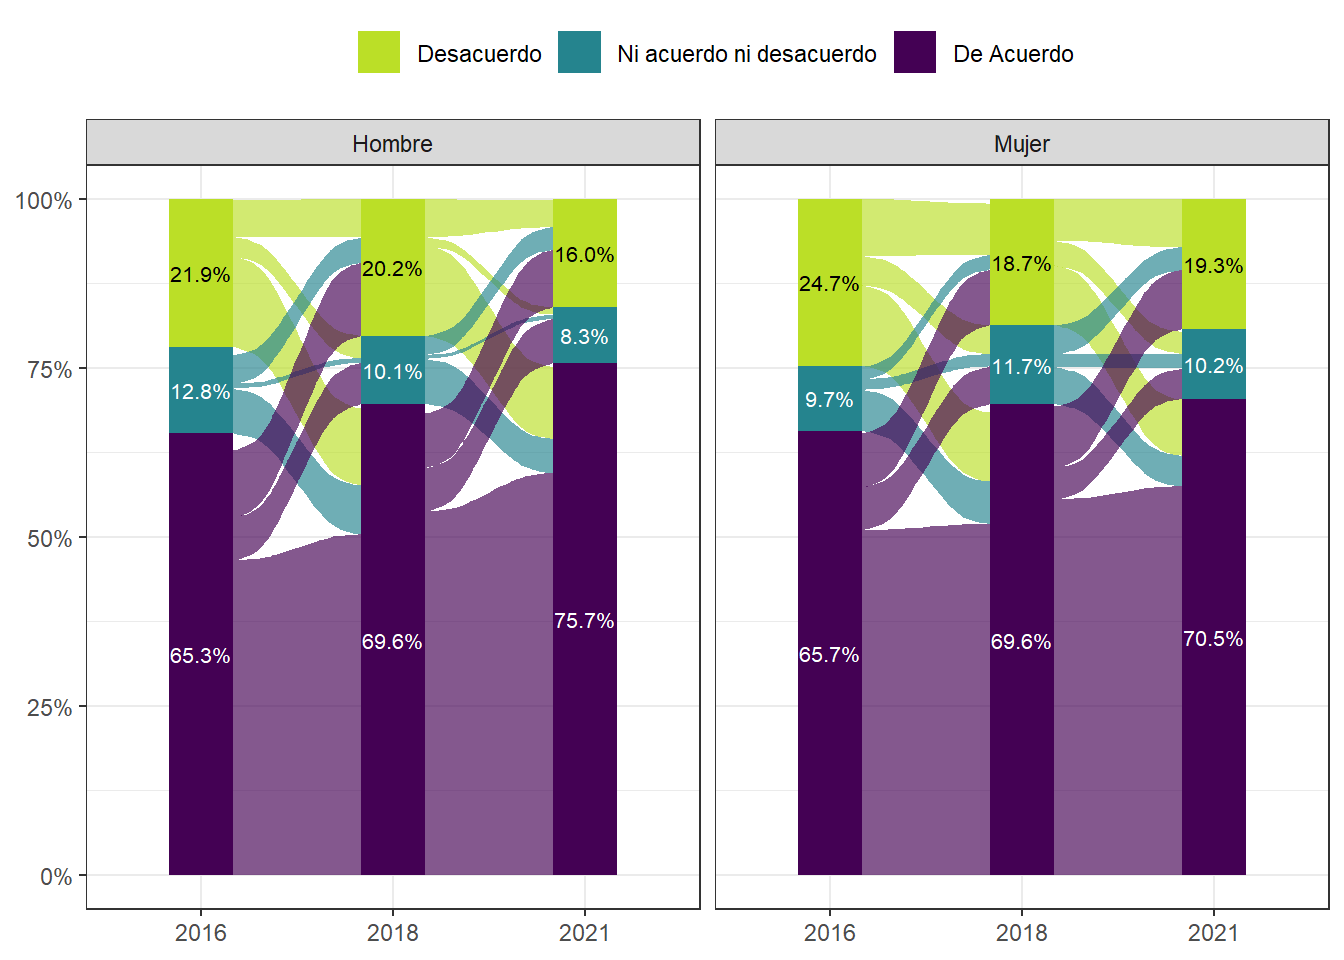 Desacuerdo Ni acuerdo ni desacuerdo De Acuerdo
Hombre Mujer
100%
75%
50%
25%
0%
21.9% 20.2% 16.0%
12.8% 10.1% 8.3%
65.3% 69.6% 75.7%
24.7% 18.7% 19.3%
9.7% 11.7% 10.2%
65.7% 69.6% 70.5%
2016 2018 2021 2016 2018 2021